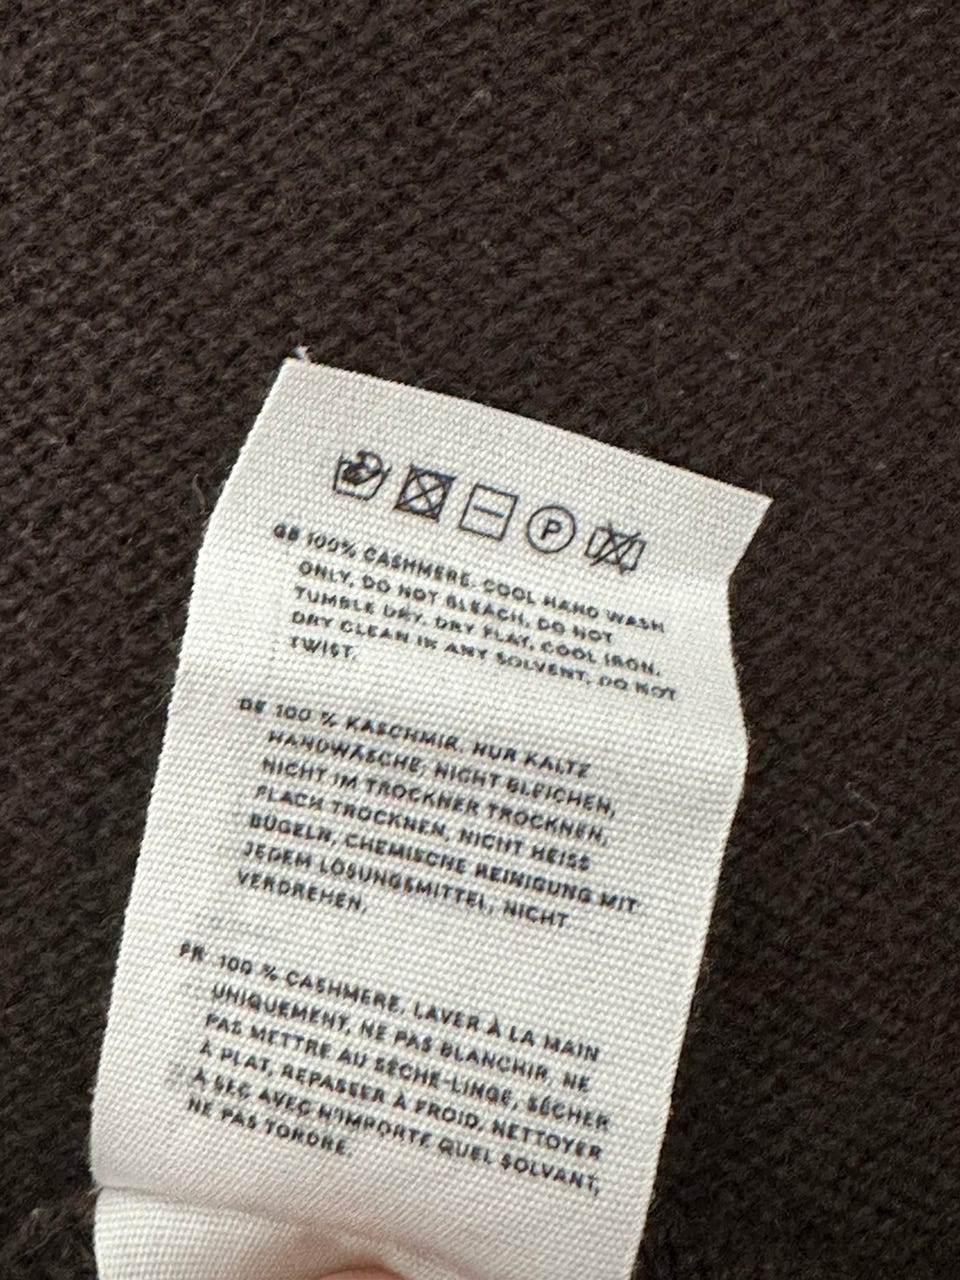 P
GB 100% CASHMERE. COOL HAND WASH
ONLY, DO NOT BLEACH, DO NOT
TUMBLE DRY, DRY FLAT, COOL IRON,
DRY CLEAN IN ANY SOLVENT, DO NOT
TWIST.
DE 100 % KASCHMIR. NUR KALTE
HANDWÄSCHE, NICHT BLEICHEN,
NICHT IM TROCKNER TROCKNEN,
FLACH TROCKNEN, NICHT HEISS
BÜGELN, CHEMISCHE REINIGUNG MIT
JEDEM LÖSUNGSMITTEL, NICHT
VERDREHEN.
FR 100 % CASHMERE. LAVER À LA MAIN
UNIQUEMENT, NE PAS BLANCHIR, NE
PAS METTRE AU SÈCHE-LINGE, SÉCHER
À PLAT, REPASSER À FROID, NETTOYER
À SEC AVEC N'IMPORTE QUEL SOLVANT,
NE PAS TORDRE.